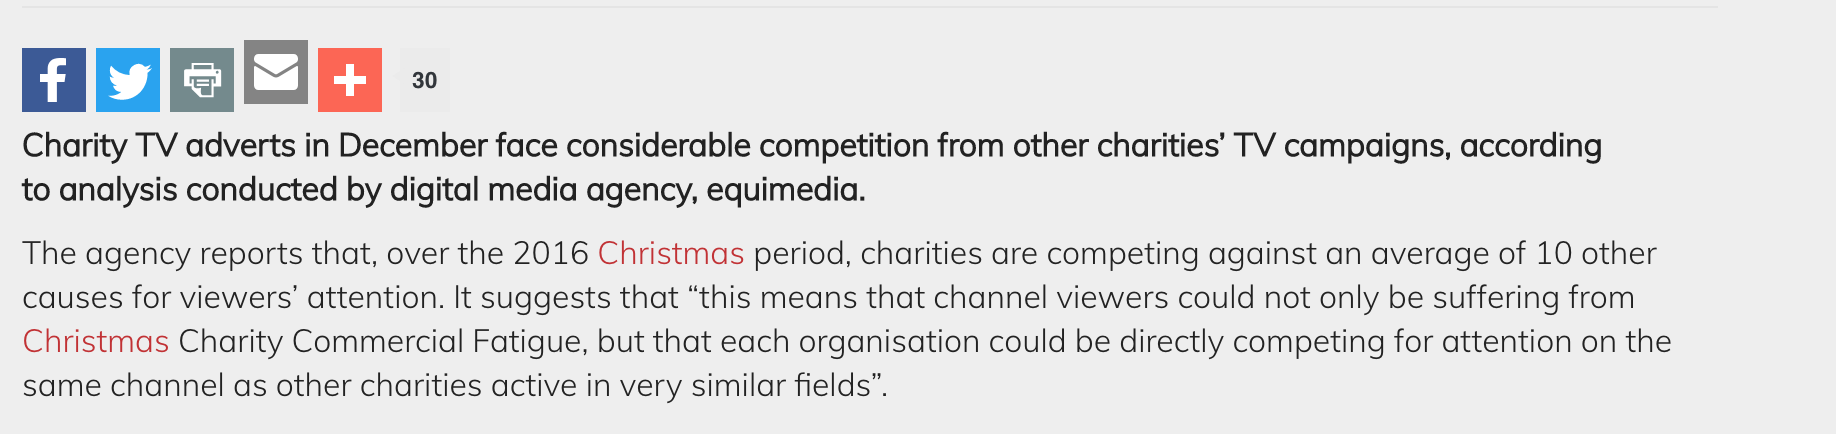 30
Charity TV adverts in December face considerable competition from other charities’ TV campaigns, according
to analysis conducted by digital media agency, equimedia.
The agency reports that, over the 2016 Christmas period, charities are competing against an average of 10 other
causes for viewers’ attention. It suggests that “this means that channel viewers could not only be suffering from
Christmas Charity Commercial Fatigue, but that each organisation could be directly competing for attention on the
same channel as other charities active in very similar fields”.